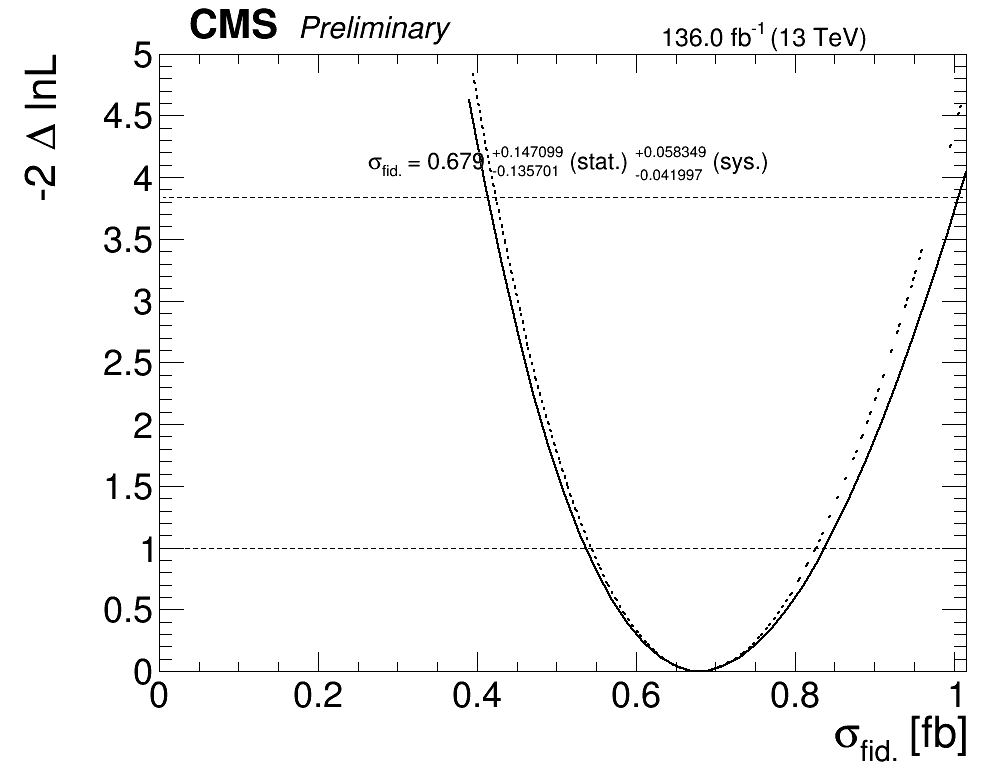 CMS Preliminary
136.0 fb-1 (13 TeV)
-2 Δ lnL
5
4.5
4
3.5
3
2.5
2
1.5
1
0.5
0
σfid. = 0.679 +0.147099 -0.135701 (stat.) +0.058349 -0.041997 (sys.)
0 0.2 0.4 0.6 0.8 1
σfid. [fb]